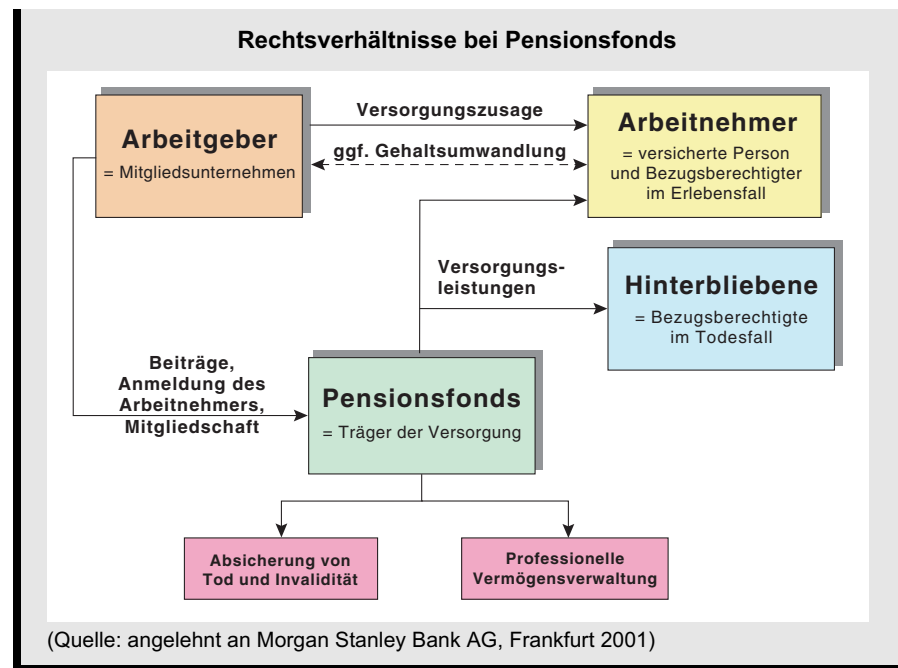 Rechtsverhältnisse bei Pensionsfonds
Arbeitgeber
= Mitgliedsunternehmen
Versorgungszusage
ggf. Gehaltsumwandlung
Arbeitnehmer
= versicherte Person
und Bezugsberechtigter
im Erlebensfall
Versorgungs-
leistungen
Hinterbliebene
= Bezugsberechtigte
im Todesfall
Beiträge,
Anmeldung des
Arbeitnehmers,
Mitgliedschaft
Pensionsfonds
= Träger der Versorgung
Absicherung von
Tod und Invalidität
Professionelle
Vermögensverwaltung
(Quelle: angelehnt an Morgan Stanley Bank AG, Frankfurt 2001)